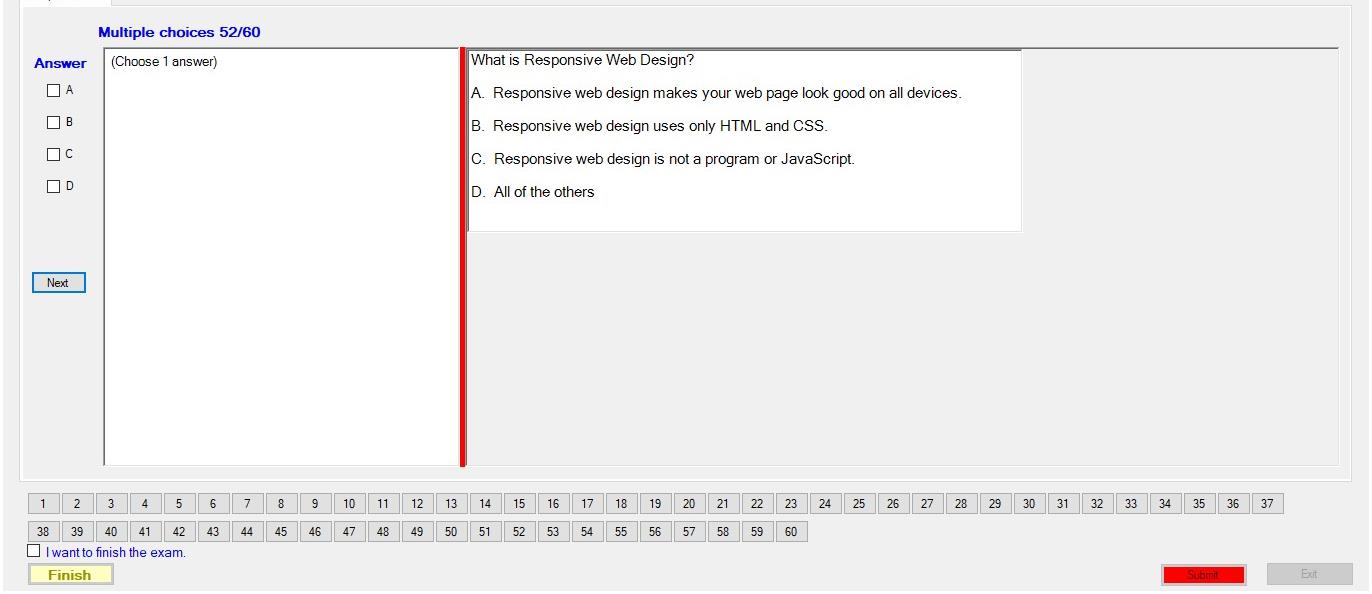 Multiple choices 52/60
Answer
A
B
C
D
Next
(Choose 1 answer)
What is Responsive Web Design?
A. Responsive web design makes your web page look good on all devices.
B. Responsive web design uses only HTML and CSS.
C. Responsive web design is not a program or JavaScript.
D. All of the others
1 2 3 4 5 6 7 8 9 10 11 12 13 14 15 16 17 18 19 20 21 22 23 24 25 26 27 28 29 30 31 32 33 34 35 36 37
38 39 40 41 42 43 44 45 46 47 48 49 50 51 52 53 54 55 56 57 58 59 60
I want to finish the exam.
Finish
Submit
Exit